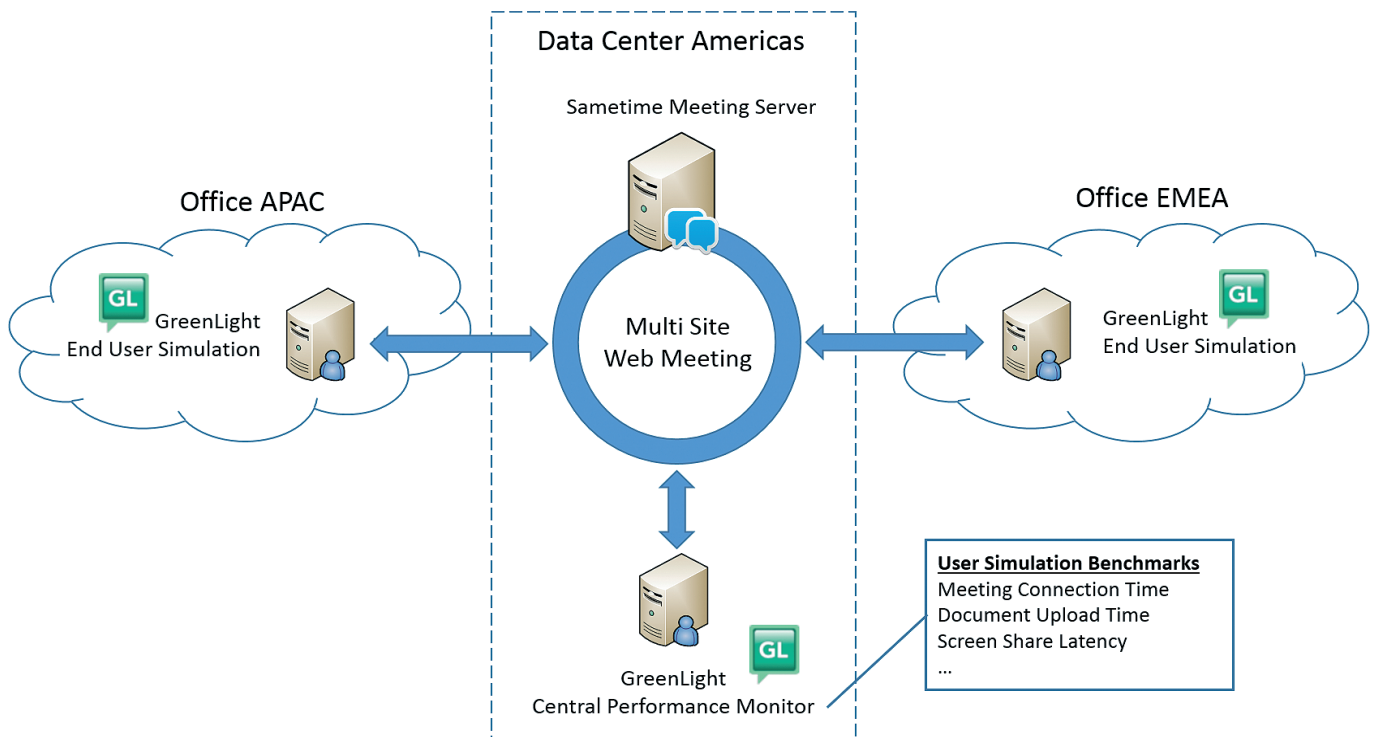 Data Center Americas
Sametime Meeting Server
Office APAC
GL
GreenLight
End User Simulation
Multi Site
Web Meeting
Office EMEA
GL
GreenLight
End User Simulation
GL
GreenLight
Central Performance Monitor
User Simulation Benchmarks
Meeting Connection Time
Document Upload Time
Screen Share Latency
...